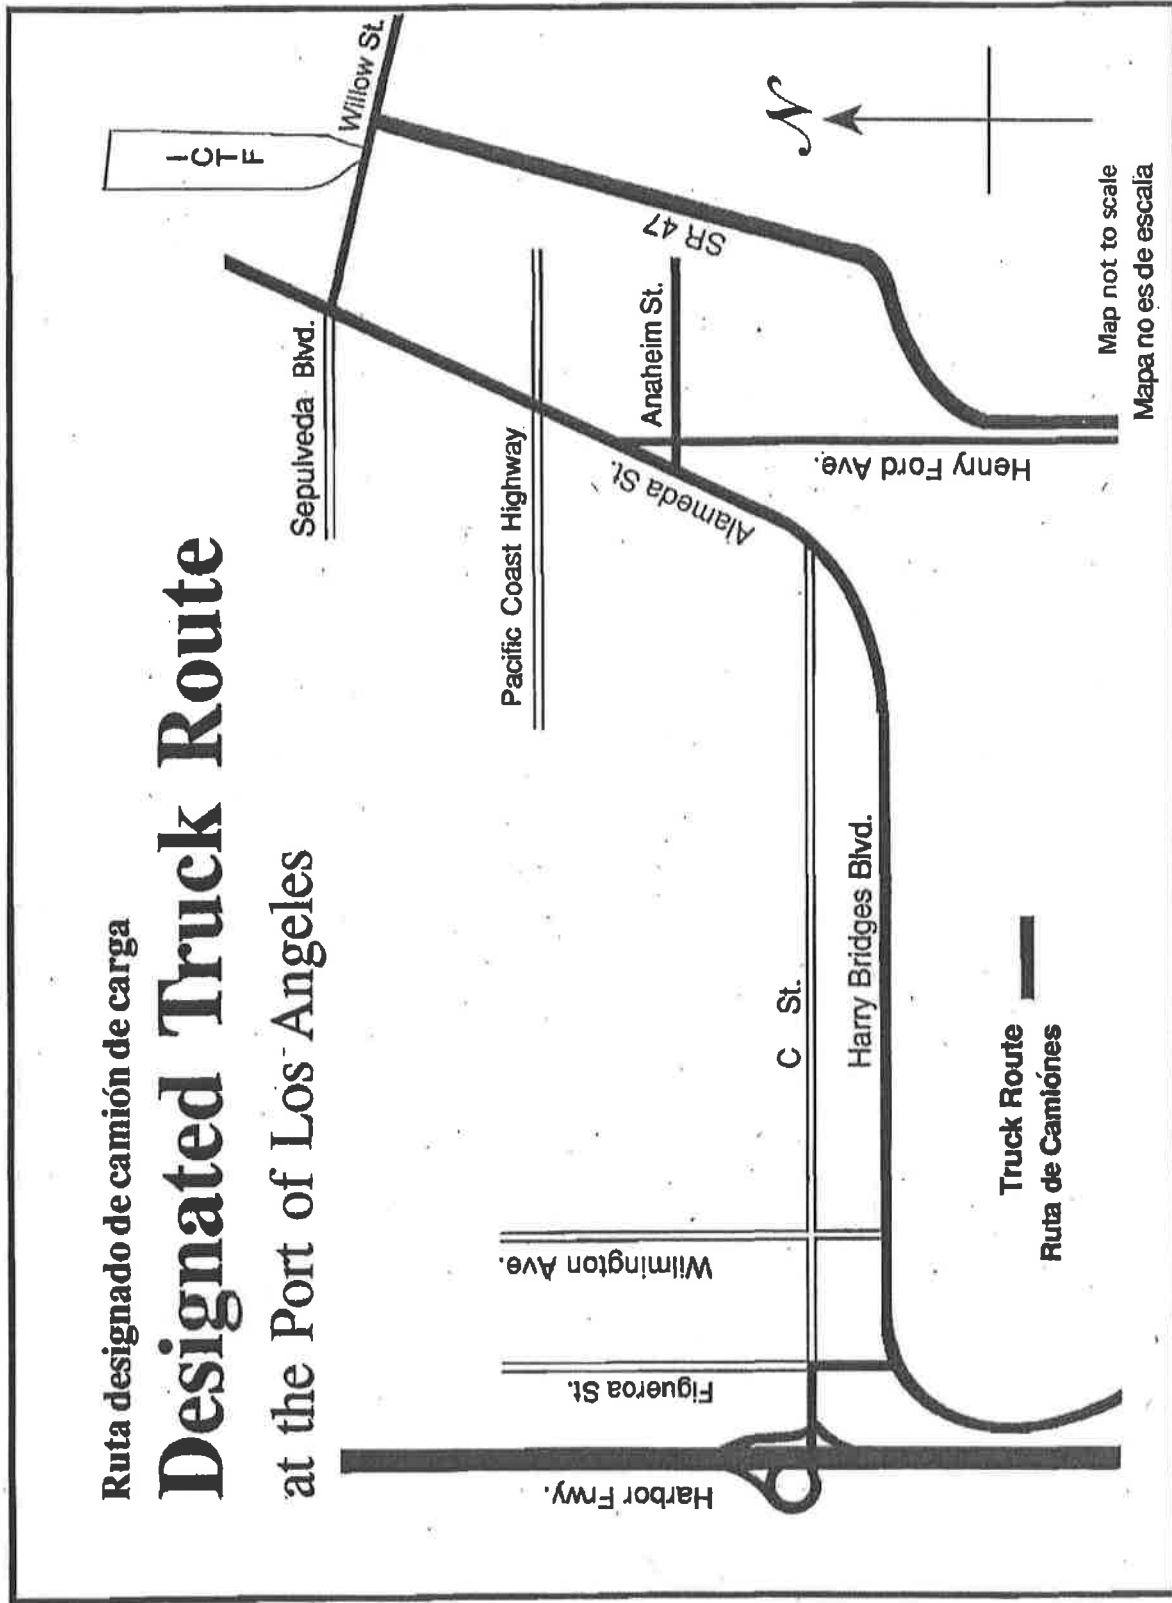 Ruta designado de camión de carga
Designated Truck Route
at the Port of Los Angeles
I
C
T
F
Willow St.
Sepulveda Blvd.
Pacific Coast Highway
SR 47
Anaheim St.
Alameda St.
Henry Ford Ave.
N
C St.
Harry Bridges Blvd.
Wilmington Ave.
Figueroa St.
Harbor Frwy.
Truck Route
Ruta de Camiónes
Map not to scale
Mapa no es de escala